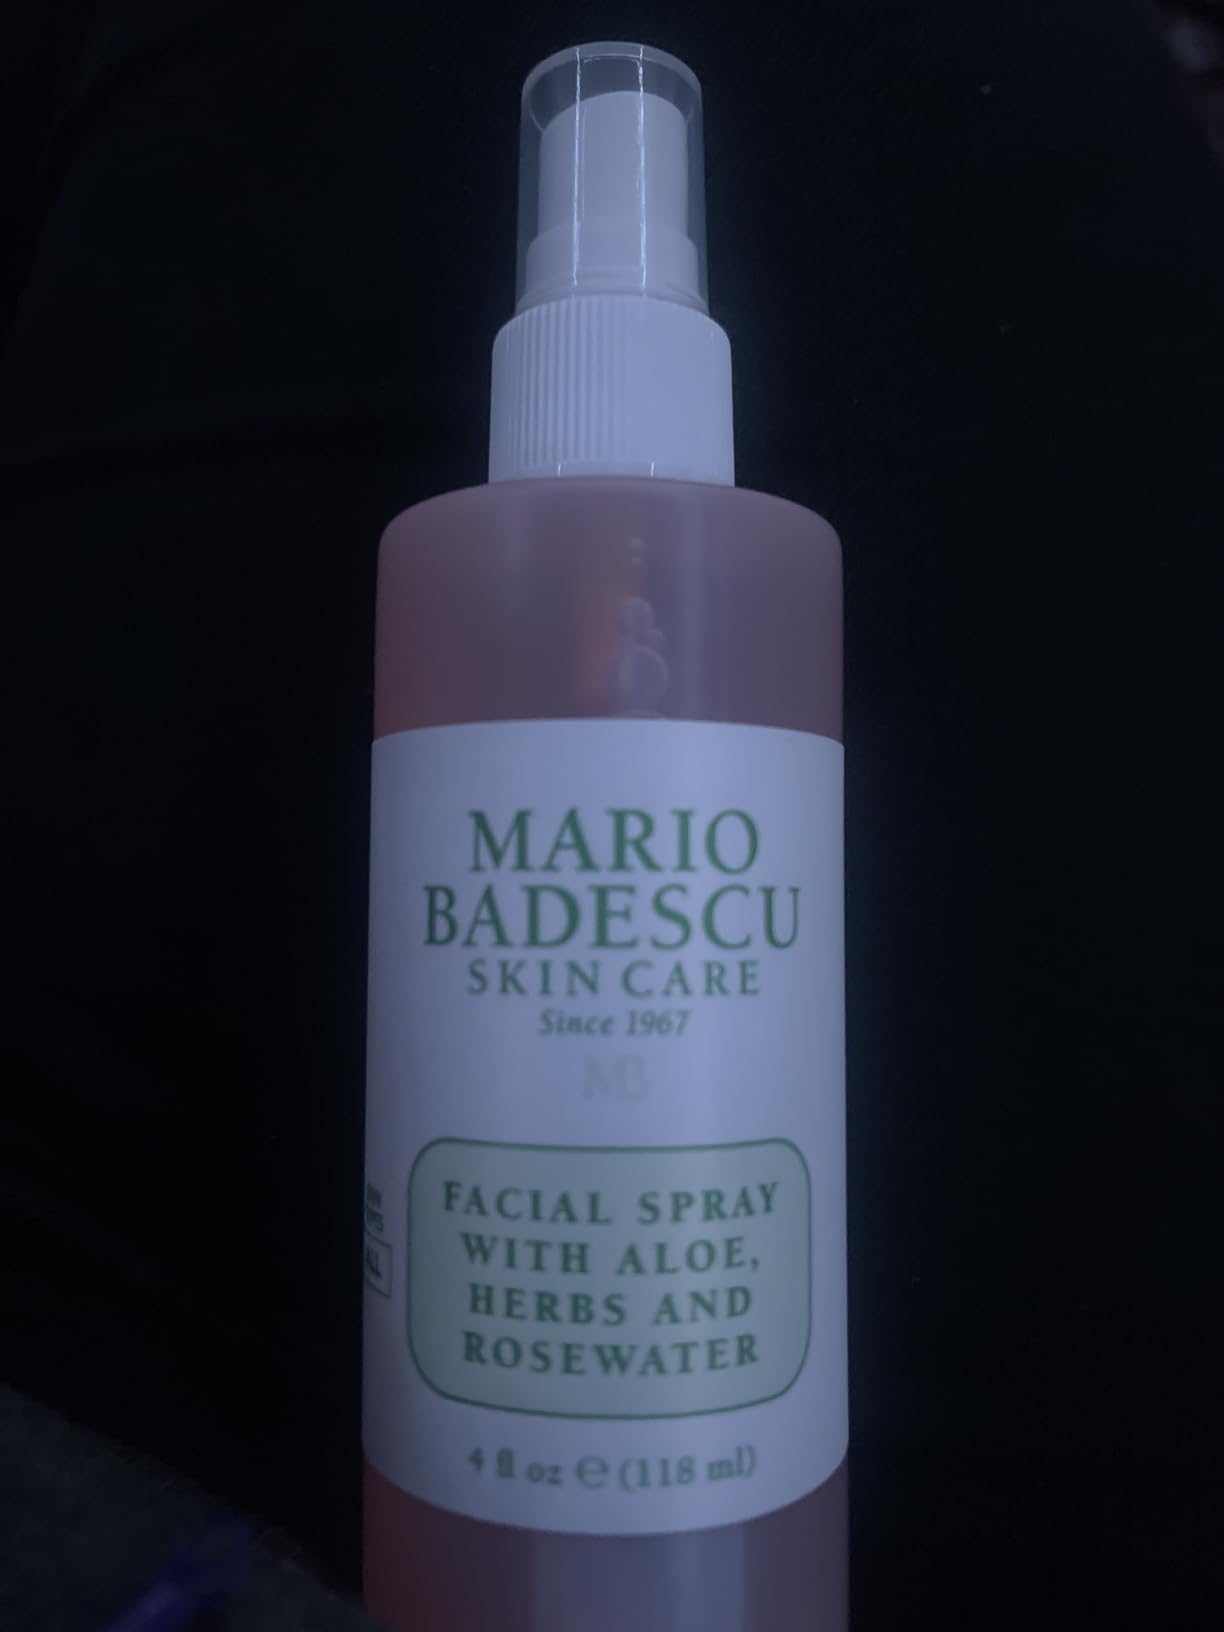 MARIO
BADESCU
SKIN CARE
Since 1967
MB
FACIAL SPRAY
WITH ALOE,
HERBS AND
ROSEWATER
ALL
4 fl oz ℮ (118 ml)